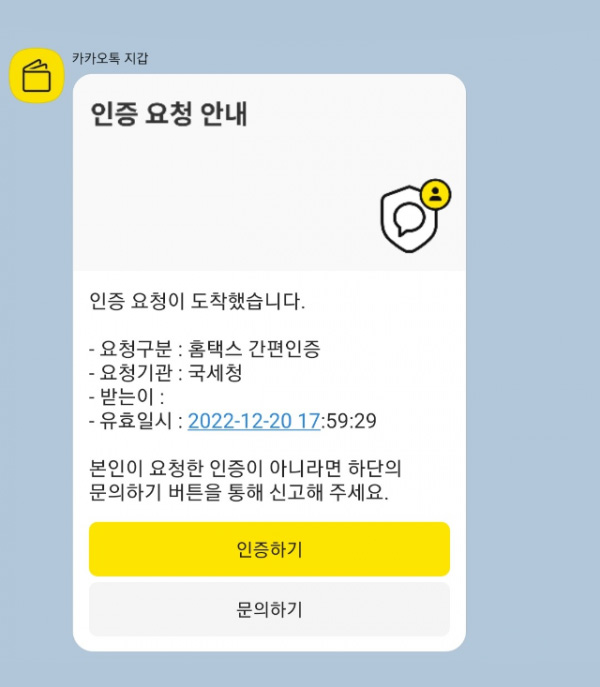 카카오톡 지갑
인증 요청 안내
인증 요청이 도착했습니다.
- 요청구분 : 홈택스 간편인증
- 요청기관 : 국세청
- 받는이 :
- 유효일시 : 2022-12-20 17:59:29
본인이 요청한 인증이 아니라면 하단의
문의하기 버튼을 통해 신고해 주세요.
인증하기
문의하기